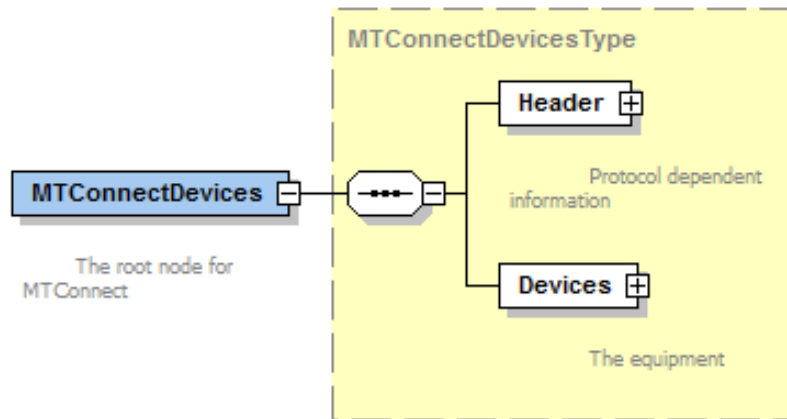 MTConnectDevicesType
Header
Protocol dependent
information
MTConnectDevices
The root node for
MTConnect
Devices
The equipment